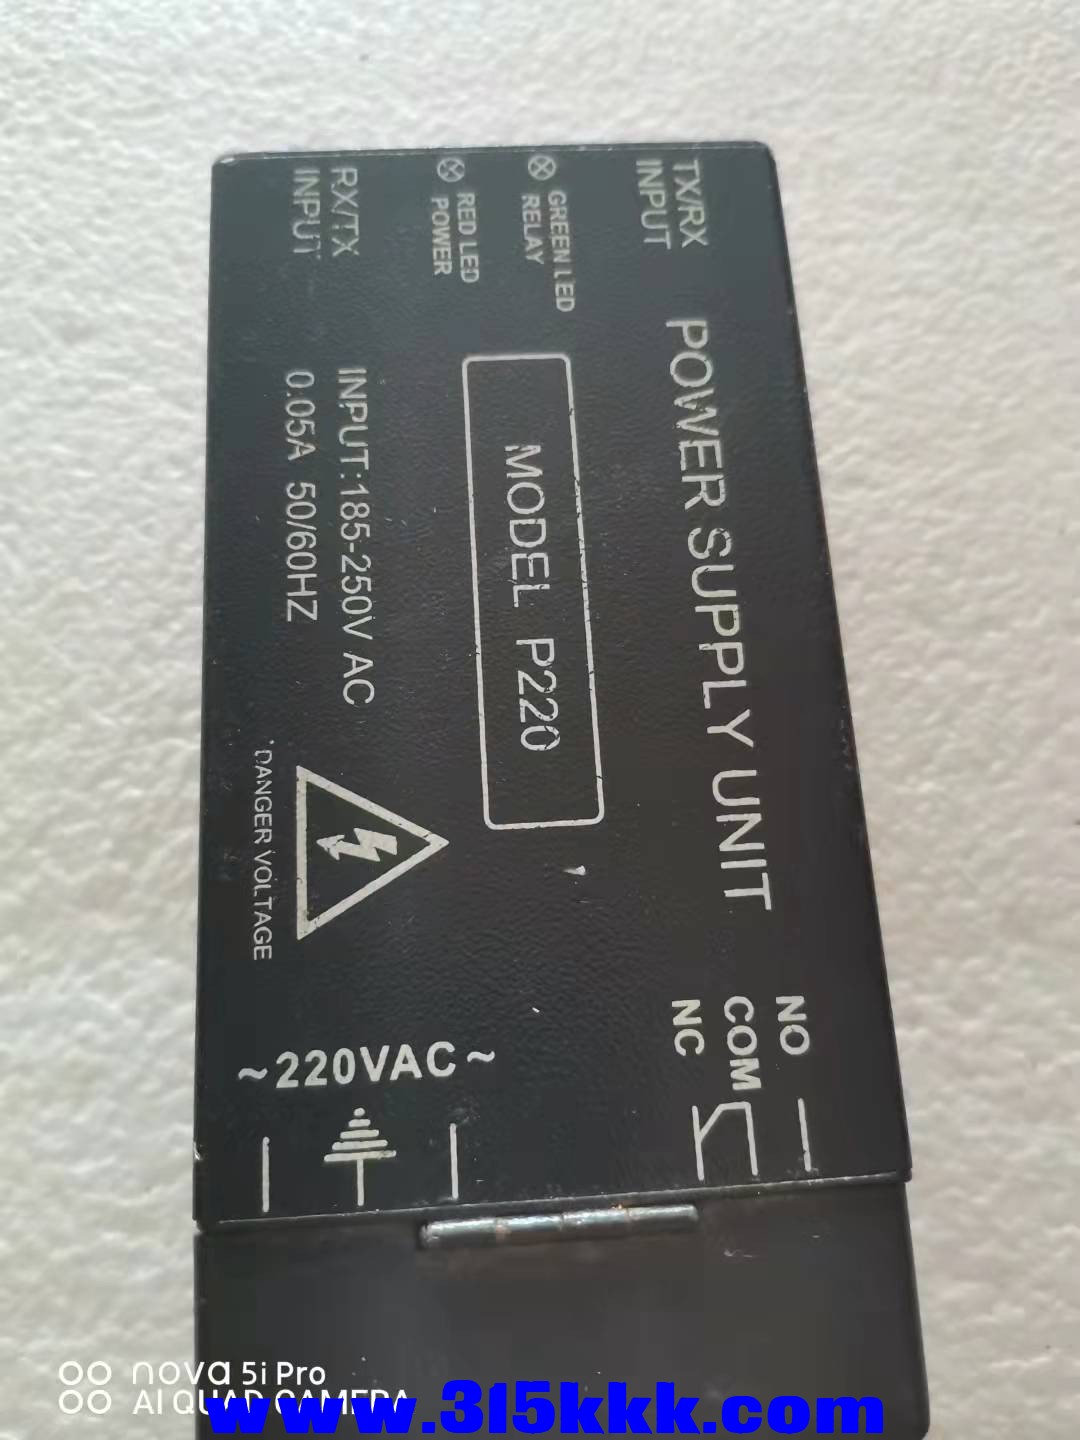 TX/RX
INPUT
POWER SUPPLY UNIT
NO
COM
NC
GREEN LED
RELAY
RED LED
POWER
MODEL P220
RX/TX
INPUT
INPUT:185-250V AC
0.05A 50/60HZ
DANGER VOLTAGE
~220VAC~
nova 5i Pro
AI QUAD CAMERA
www.315kkk.com